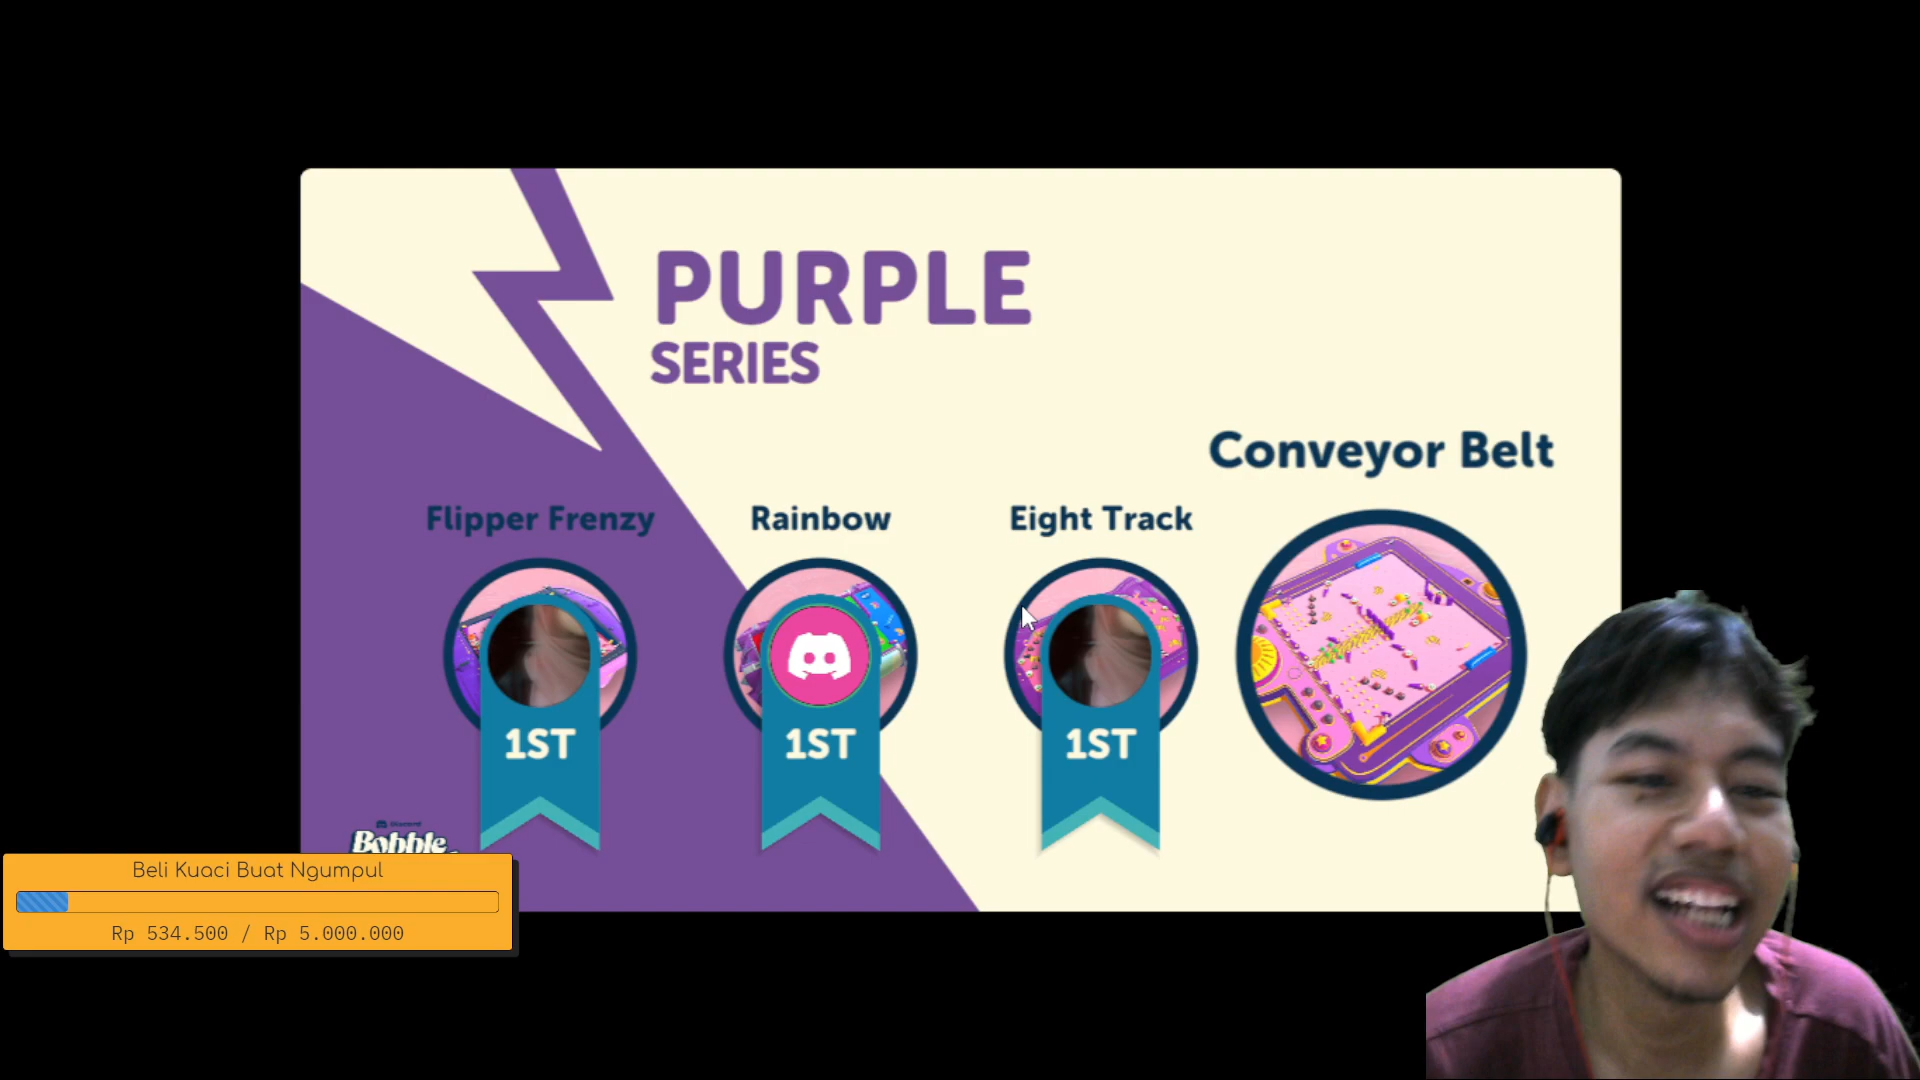 PURPLE
SERIES
Conveyor Belt
Flipper Frenzy
Rainbow
Eight Track
1ST
1ST
1ST
Discord
Bobble
Beli Kuaci Buat Ngumpul
Rp 534.500 / Rp 5.000.000